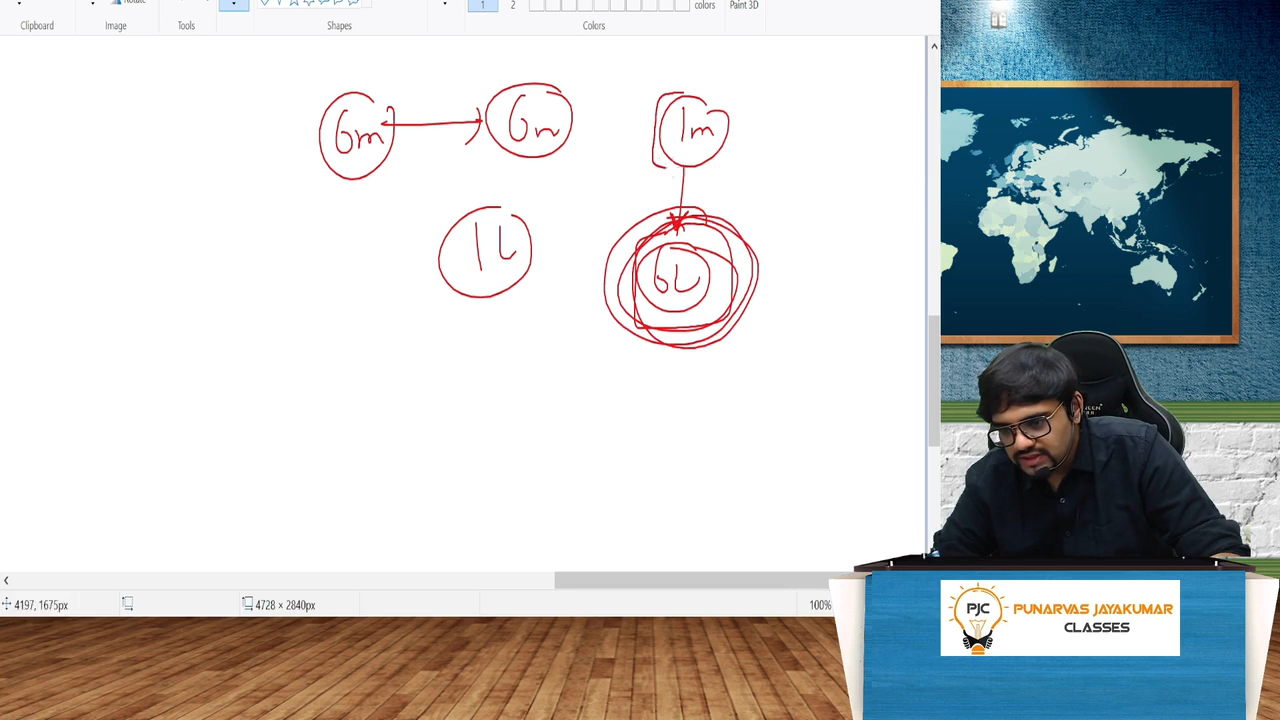 Rotate
1
2
colors
Paint 3D
Clipboard
Image
Tools
Shapes
Colors
6m
6m
1m
1L
6L
4197, 1675px
4728 × 2840px
100%
PJC
PUNARVAS JAYAKUMAR
CLASSES